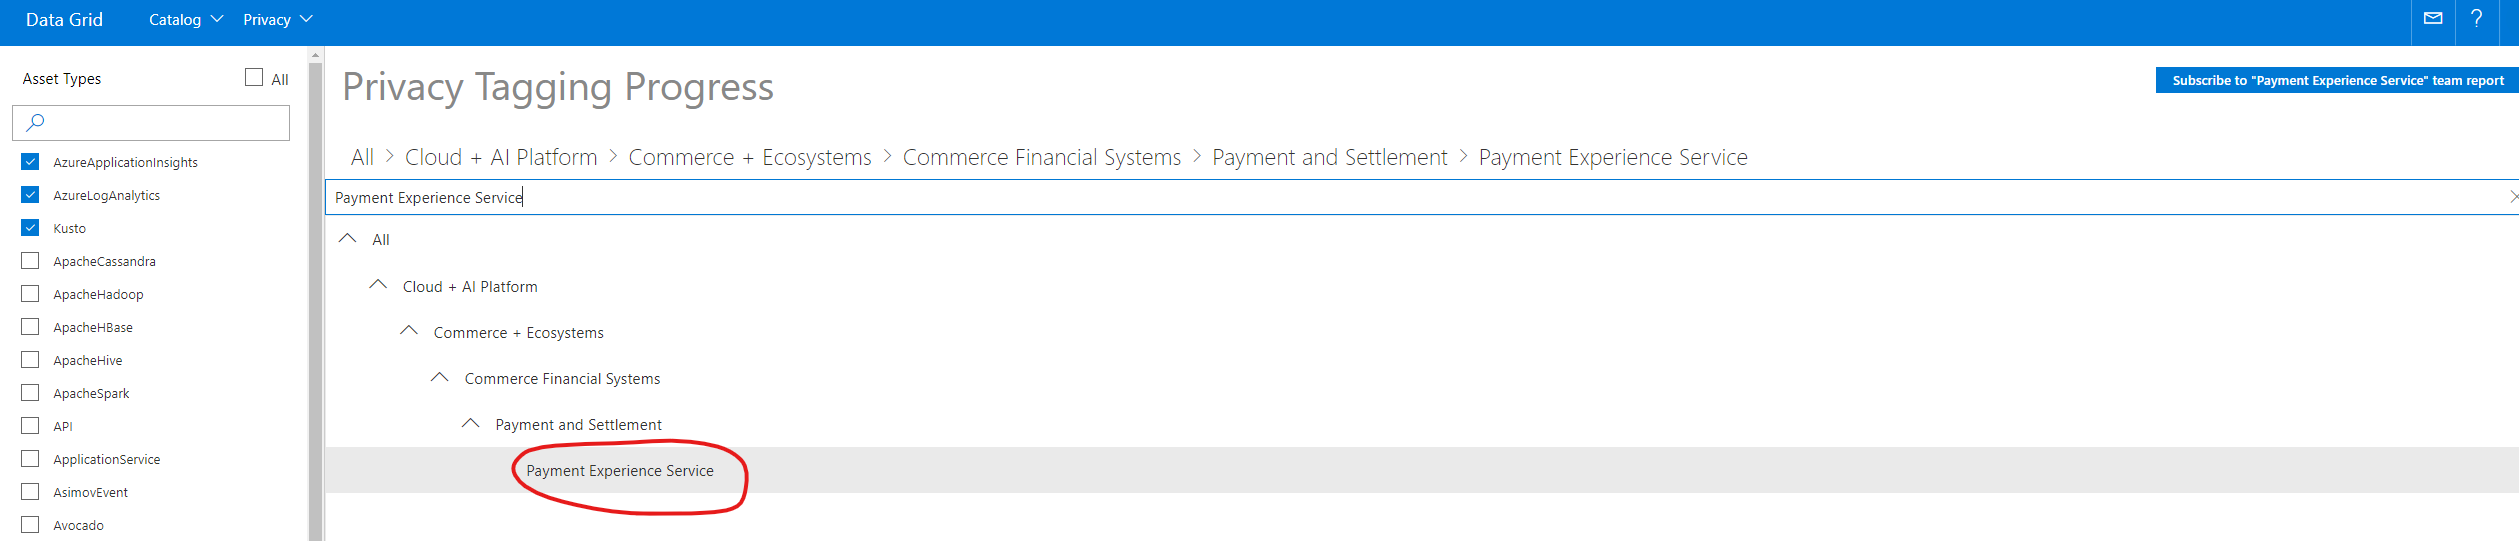 Data Grid Catalog Privacy ?
Asset Types All
AzureApplicationInsights
AzureLogAnalytics
Kusto
ApacheCassandra
ApacheHadoop
ApacheHBase
ApacheHive
ApacheSpark
API
ApplicationService
AsimovEvent
Avocado
Privacy Tagging Progress
Subscribe to "Payment Experience Service" team report
All > Cloud + AI Platform > Commerce + Ecosystems > Commerce Financial Systems > Payment and Settlement > Payment Experience Service
Payment Experience Service
All
Cloud + AI Platform
Commerce + Ecosystems
Commerce Financial Systems
Payment and Settlement
Payment Experience Service